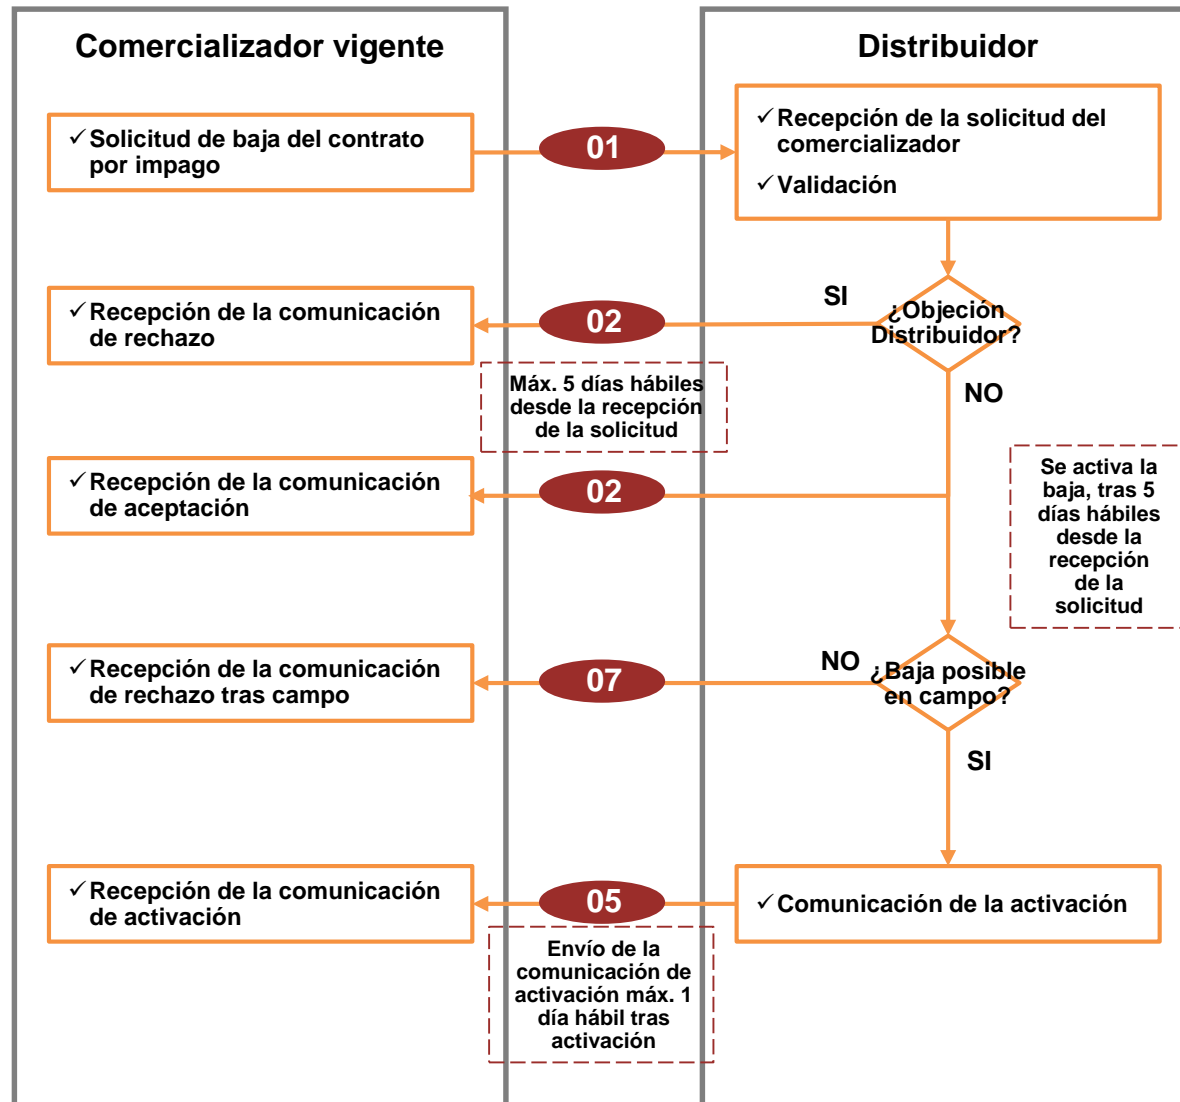 Comercializador vigente
Distribuidor
✓ Solicitud de baja del contrato
por impago
01
✓ Recepción de la solicitud del
comercializador
✓ Validación
SI
¿Objeción
Distribuidor?
✓ Recepción de la comunicación
de rechazo
02
NO
Máx. 5 días hábiles
desde la recepción
de la solicitud
✓ Recepción de la comunicación
de aceptación
02
Se activa la
baja, tras 5
días hábiles
desde la
recepción
de la
solicitud
✓ Recepción de la comunicación
de rechazo tras campo
07
NO
¿Baja posible
en campo?
SI
✓ Recepción de la comunicación
de activación
05
✓ Comunicación de la activación
Envío de la
comunicación de
activación máx. 1
día hábil tras
activación